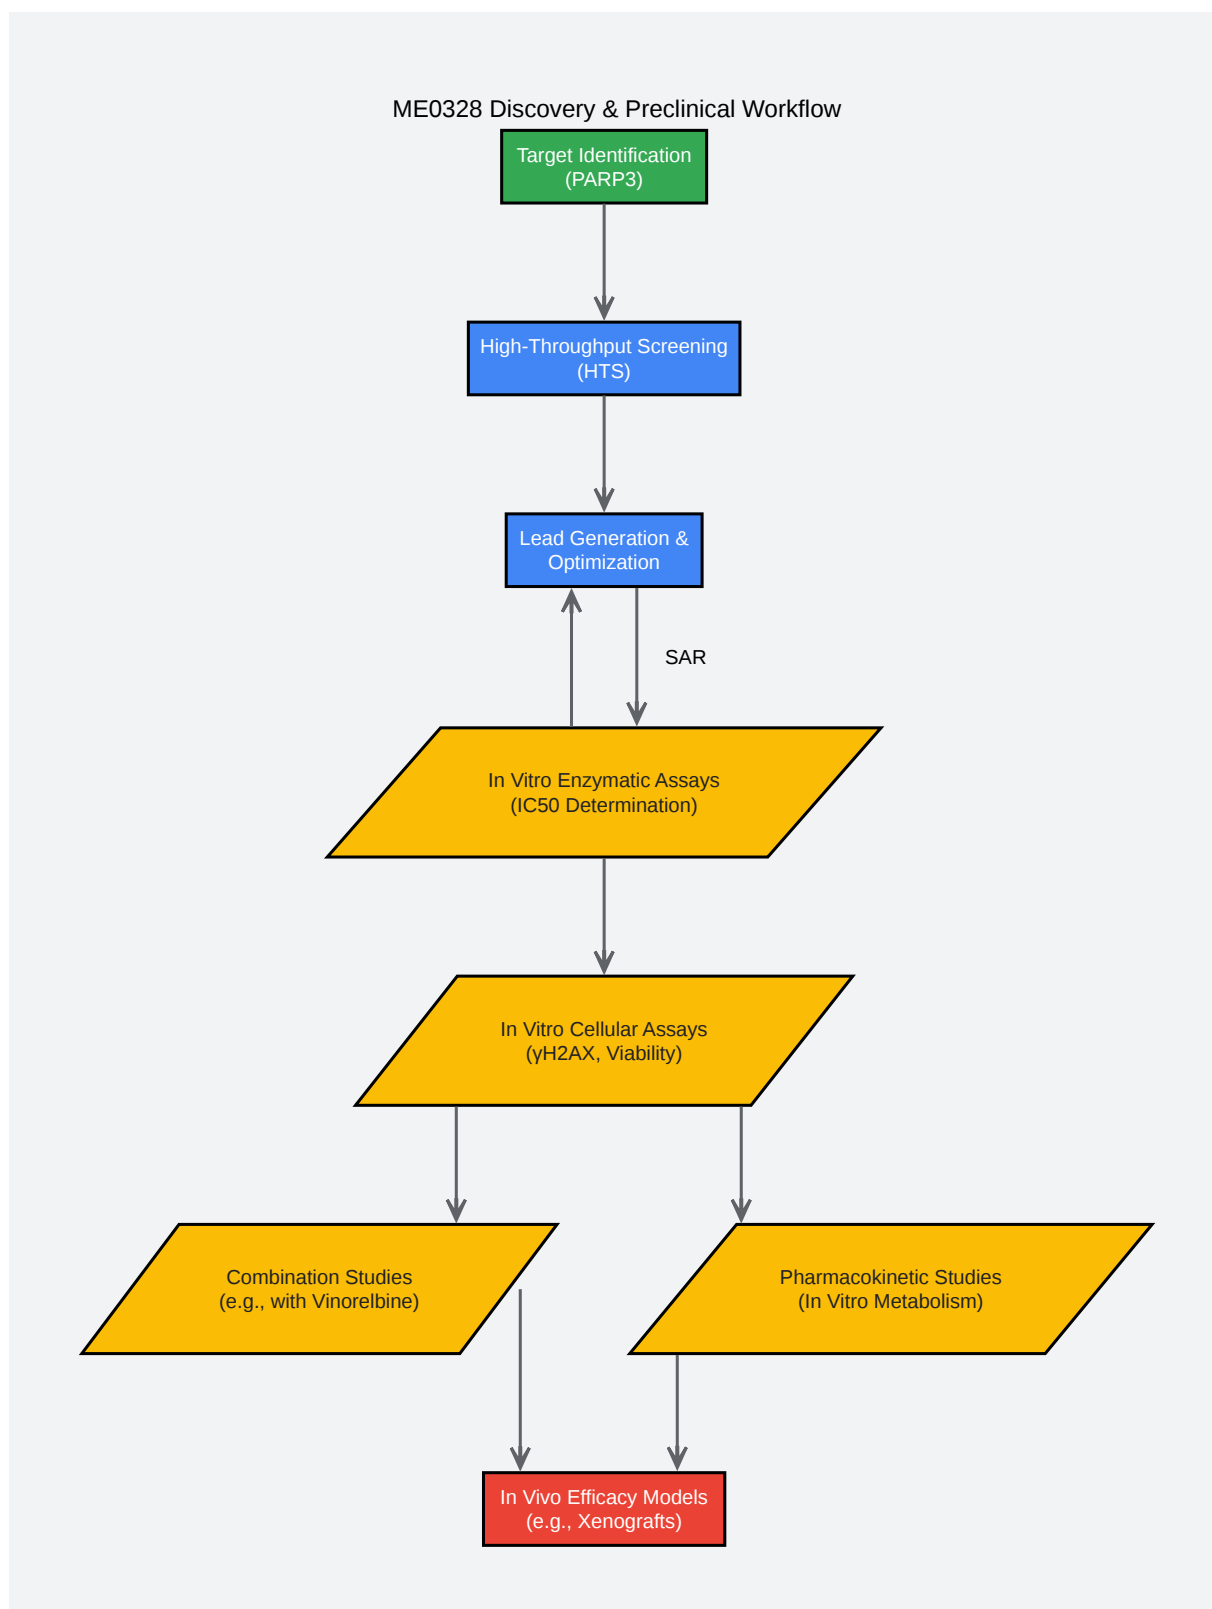 ME0328 Discovery & Preclinical Workflow
Target Identification
(PARP3)
High-Throughput Screening
(HTS)
Lead Generation &
Optimization
SAR
In Vitro Enzymatic Assays
(IC50 Determination)
In Vitro Cellular Assays
(γH2AX, Viability)
Combination Studies
(e.g., with Vinorelbine)
Pharmacokinetic Studies
(In Vitro Metabolism)
In Vivo Efficacy Models
(e.g., Xenografts)